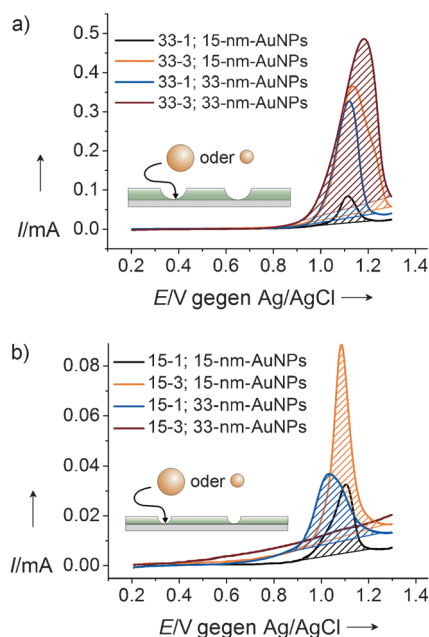 a)
33-1; 15-nm-AuNPs
33-3; 15-nm-AuNPs
33-1; 33-nm-AuNPs
33-3; 33-nm-AuNPs
0.5
0.4
0.3
0.2
0.1
0.0
I/mA
oder
0.2 0.4 0.6 0.8 1.0 1.2 1.4
E/V gegen Ag/AgCl
b)
15-1; 15-nm-AuNPs
15-3; 15-nm-AuNPs
15-1; 33-nm-AuNPs
15-3; 33-nm-AuNPs
0.08
0.06
0.04
0.02
0.00
I/mA
oder
0.2 0.4 0.6 0.8 1.0 1.2 1.4
E/V gegen Ag/AgCl